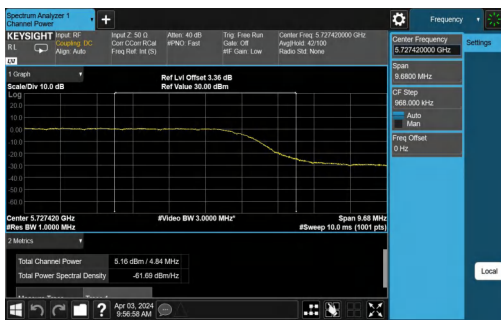 Spectrum Analyzer 1
Channel Power
+
Frequency
KEYSIGHT
Input: RF
Coupling: DC
Align: Auto
Input Z: 50 Ω
Corr CCorr RCal
Freq Ref: Int (S)
Atten: 40 dB
#PNO: Fast
Trig: Free Run
Gate: Off
#IF Gain: Low
Center Freq: 5.727420000 GHz
Avg|Hold: 42/100
Radio Std: None
RL
Center Frequency
5.727420000 GHz
Settings
Span
9.6800 MHz
CF Step
968.000 kHz
Auto
Man
Freq Offset
0 Hz
1 Graph
Scale/Div 10.0 dB
Ref Lvl Offset 3.36 dB
Ref Value 30.00 dBm
Log
20.0
10.0
0.00
-10.0
-20.0
-30.0
-40.0
-50.0
-60.0
Center 5.727420 GHz
#Res BW 1.0000 MHz
#Video BW 3.0000 MHz*
Span 9.68 MHz
#Sweep 10.0 ms (1001 pts)
2 Metrics
Total Channel Power 5.16 dBm / 4.84 MHz
Total Power Spectral Density -61.69 dBm/Hz
Local
?
Apr 03, 2024
9:56:58 AM